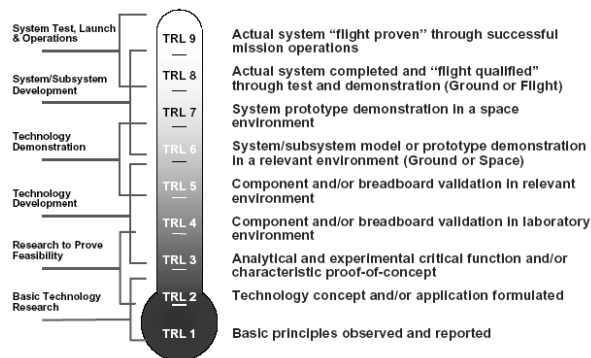 System Test, Launch
& Operations
System/Subsystem
Development
Technology
Demonstration
Technology
Development
Research to Prove
Feasibility
Basic Technology
Research
TRL 9
TRL 8
TRL 7
TRL 6
TRL 5
TRL 4
TRL 3
TRL 2
TRL 1
Actual system “flight proven” through successful
mission operations
Actual system completed and “flight qualified”
through test and demonstration (Ground or Flight)
System prototype demonstration in a space
environment
System/subsystem model or prototype demonstration
in a relevant environment (Ground or Space)
Component and/or breadboard validation in relevant
environment
Component and/or breadboard validation in laboratory
environment
Analytical and experimental critical function and/or
characteristic proof-of-concept
Technology concept and/or application formulated
Basic principles observed and reported